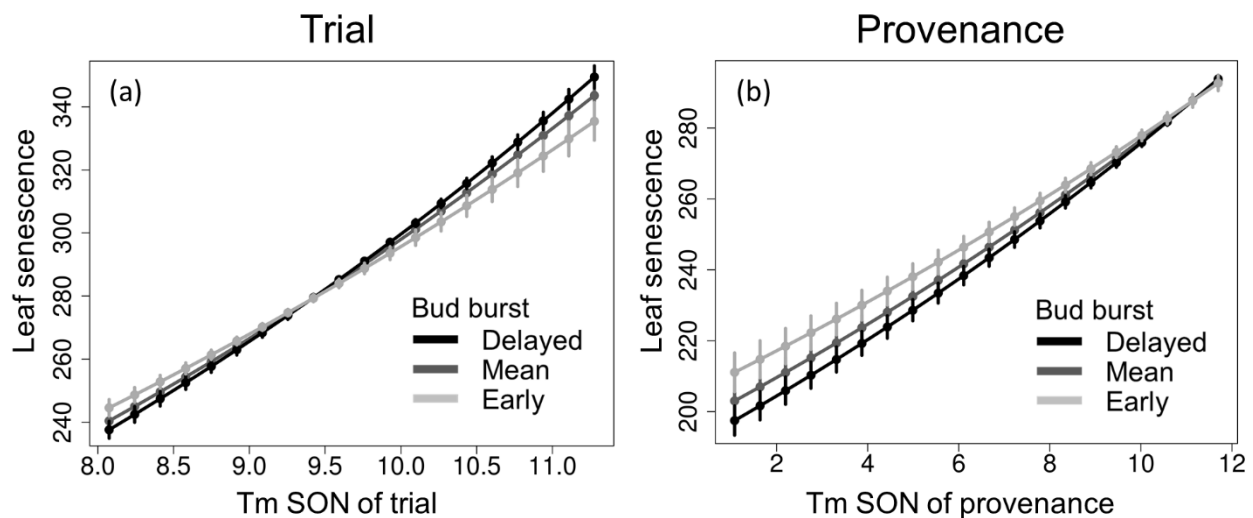 Trial
(a)
Leaf senescence
340
320
300
280
260
240
Bud burst
Delayed
Mean
Early
8.0 8.5 9.0 9.5 10.0 10.5 11.0
Tm SON of trial
Provenance
(b)
Leaf senescence
280
260
240
220
200
Bud burst
Delayed
Mean
Early
2 4 6 8 10 12
Tm SON of provenance